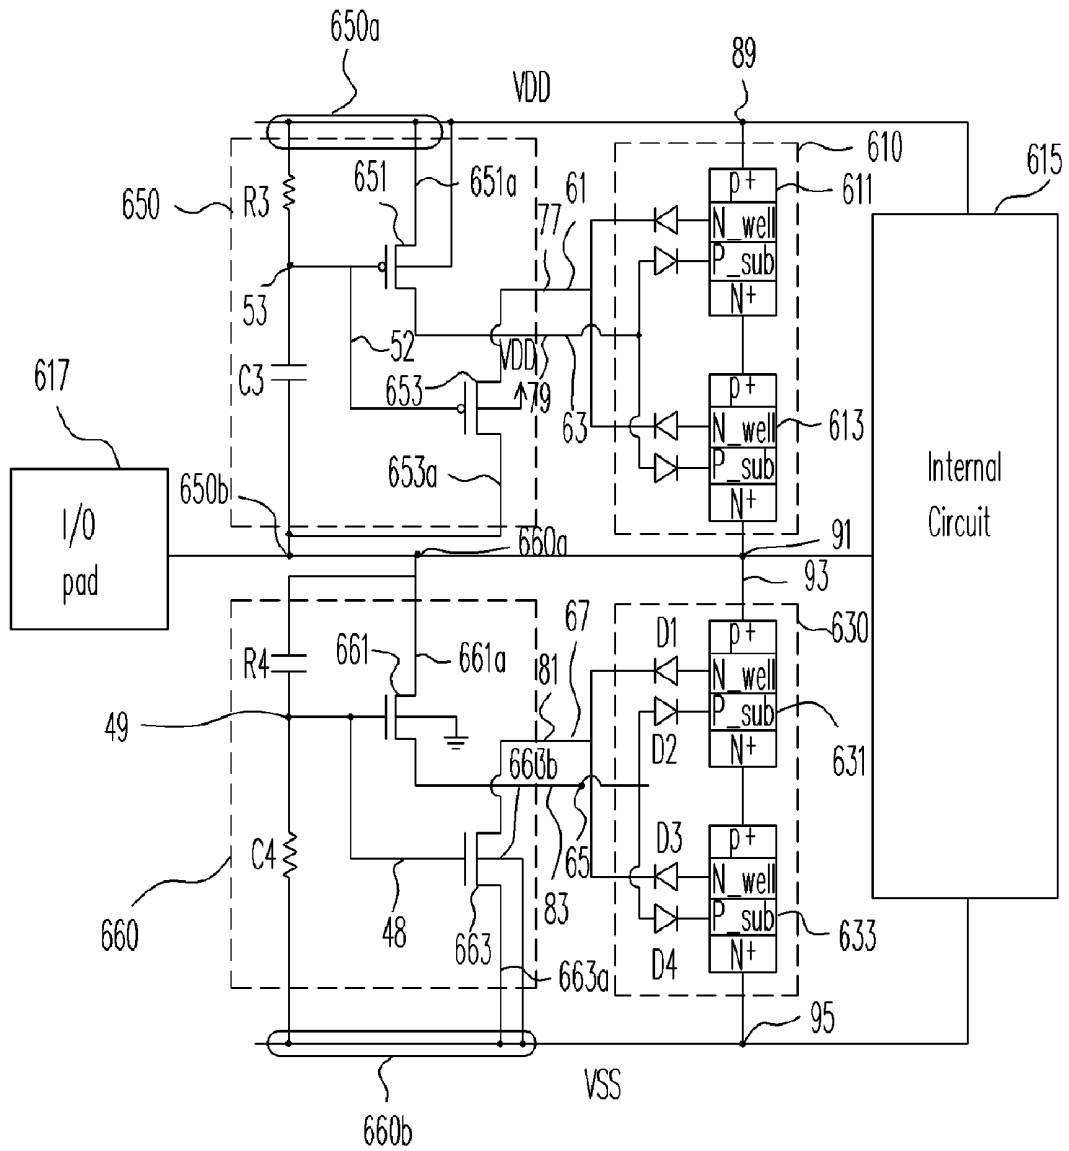 650a
VDD
89
610
615
650
R3
651
651a
61
77
p+
N_well
P_sub
N+
611
53
52
VDD
79
63
C3
653
617
653a
p+
N_well
P_sub
N+
613
Internal
Circuit
650b
I/O
pad
660a
91
93
67
D1
630
R4
661
661a
81
p+
N_well
P_sub
N+
49
663b
D2
631
65
C4
D3
p+
N_well
P_sub
N+
660
48
663
83
D4
633
663a
95
VSS
660b